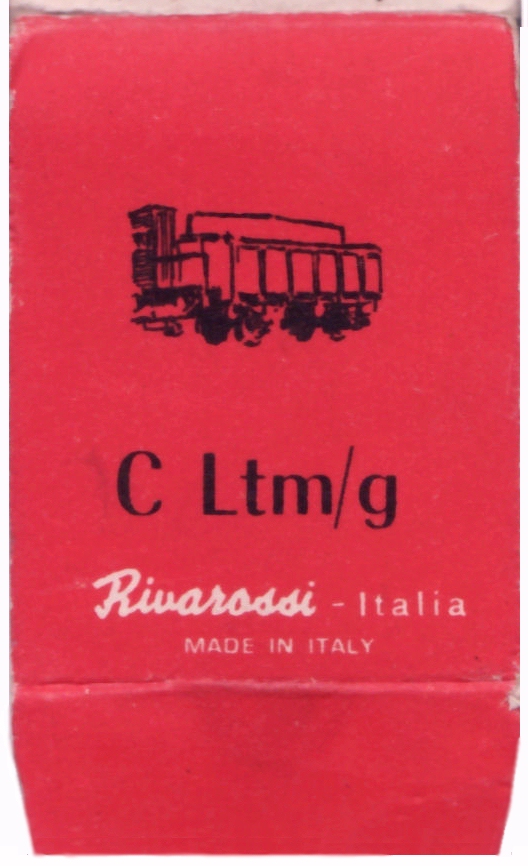 C Ltm/g
Rivarossi - Italia
MADE IN ITALY